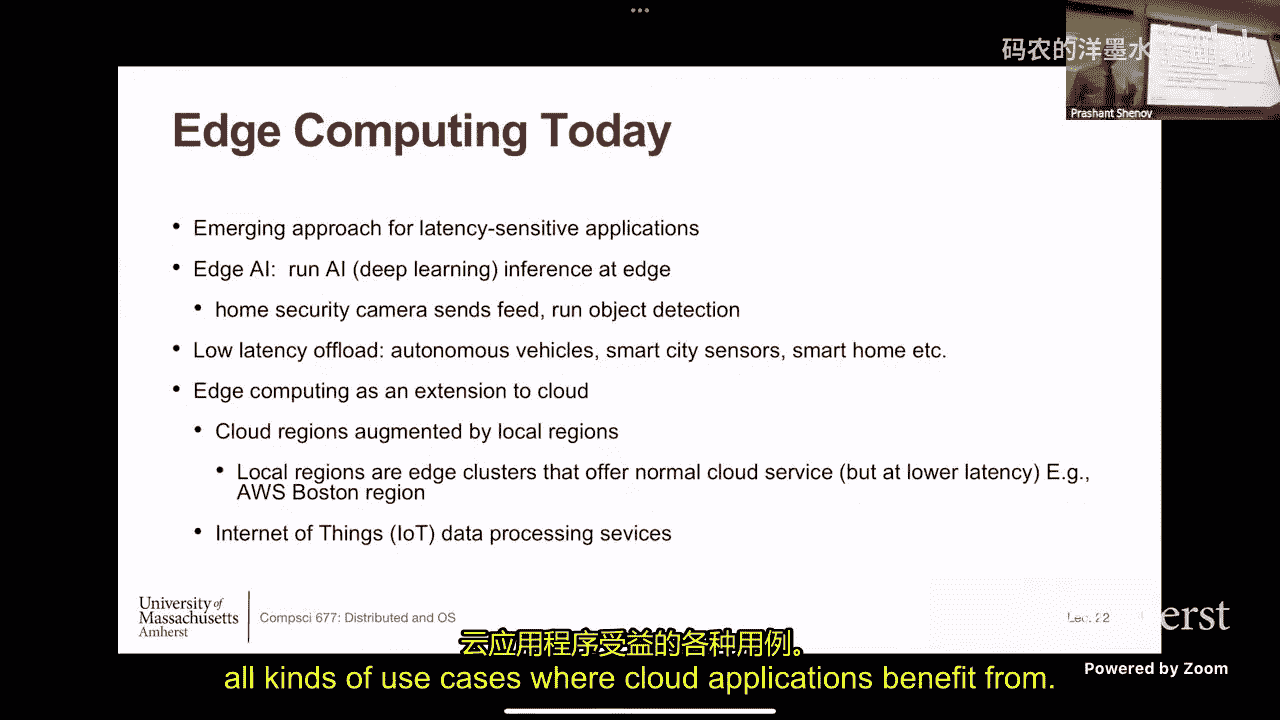 码农的洋墨水
Prashant Shenoy
Edge Computing Today
• Emerging approach for latency-sensitive applications
• Edge AI: run AI (deep learning) inference at edge
• home security camera sends feed, run object detection
• Low latency offload: autonomous vehicles, smart city sensors, smart home etc.
• Edge computing as an extension to cloud
• Cloud regions augmented by local regions
• Local regions are edge clusters that offer normal cloud service (but at lower latency) E.g.,
AWS Boston region
• Internet of Things (IoT) data processing sevices
University of
Massachusetts
Amherst
Compsci 677: Distributed and OS
Lec. 22
erst
云应用程序受益的各种用例。
all kinds of use cases where cloud applications benefit from.
Powered by Zoom